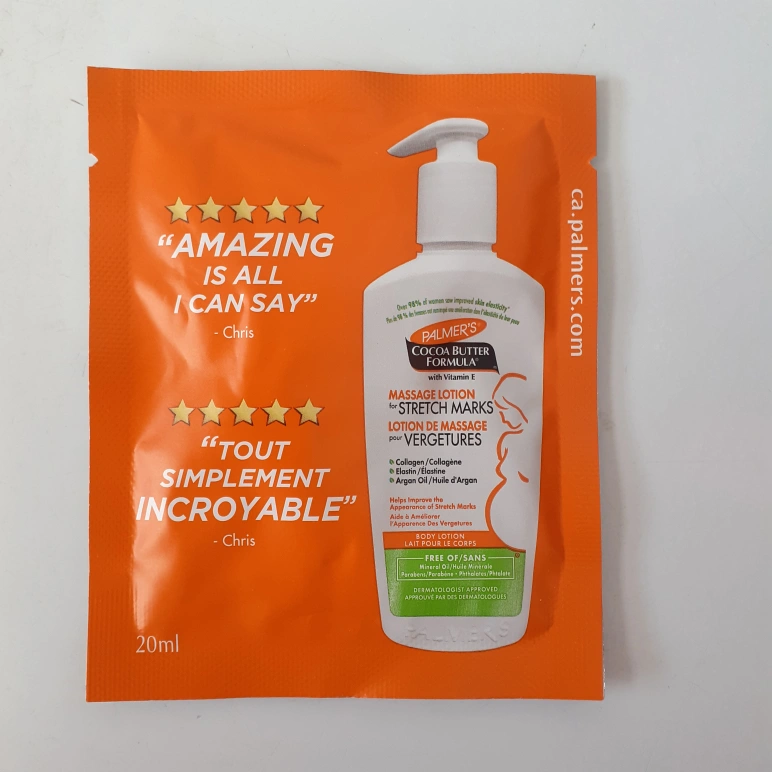 "AMAZING
IS ALL
I CAN SAY"
- Chris
"TOUT
SIMPLEMENT
INCROYABLE"
- Chris
20ml
ca.palmers.com
Over 98% of women saw improved skin elasticity*
PALMER'S®
COCOA BUTTER
FORMULA®
with Vitamin E
MASSAGE LOTION
for STRETCH MARKS
LOTION DE MASSAGE
pour VERGETURES
Collagen/Collagène
Elastin/Élastine
Argan Oil/Huile d'Argan
Helps Improve the
Appearance of Stretch Marks
Aide à Améliorer
l'Apparence Des Vergetures
BODY LOTION
LAIT POUR LE CORPS
FREE OF/SANS
Mineral Oil/Huile Minérale
Parabens/Parabène • Phthalates/Phtalate
DERMATOLOGIST APPROVED
APPROUVÉ PAR DES DERMATOLOGUES
PALMER'S